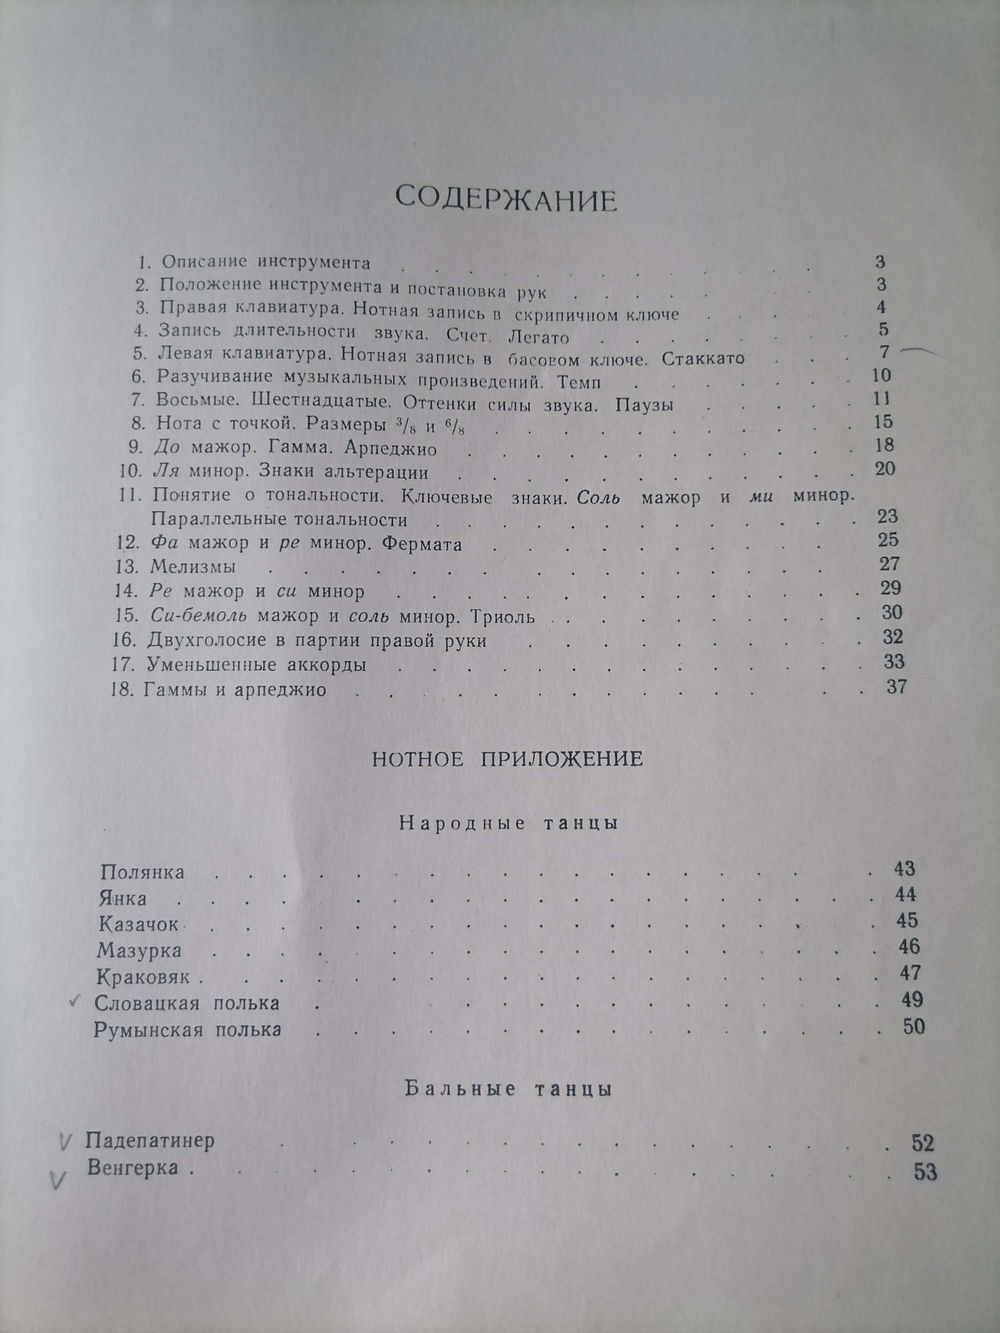 СОДЕРЖАНИЕ
1. Описание инструмента . . . . . . . . . . 3
2. Положение инструмента и постановка рук . . . . . 3
3. Правая клавиатура. Нотная запись в скрипичном ключе . . . 4
4. Запись длительности звука. Счет. Легато . . . . . . . 5
5. Левая клавиатура. Нотная запись в басовом ключе. Стаккато . . . 7
6. Разучивание музыкальных произведений. Темп . . . . . . 10
7. Восьмые. Шестнадцатые. Оттенки силы звука. Паузы . . . . . 11
8. Нота с точкой. Размеры 3/8 и 6/8 . . . . . . . . . 15
9. До мажор. Гамма. Арпеджио . . . . . . . . . . 18
10. Ля минор. Знаки альтерации . . . . . . . . . . 20
11. Понятие о тональности. Ключевые знаки. Соль мажор и ми минор.
Параллельные тональности . . . . . . . . . . . 23
12. Фа мажор и ре минор. Фермата . . . . . . . . . 25
13. Мелизмы . . . . . . . . . . . . . 27
14. Ре мажор и си минор . . . . . . . . . . . . 29
15. Си-бемоль мажор и соль минор. Триоль . . . . . . . . 30
16. Двухголосие в партии правой руки . . . . . . . . . 32
17. Уменьшенные аккорды . . . . . . . . . . . . 33
18. Гаммы и арпеджио . . . . . . . . . . . . . 37
НОТНОЕ ПРИЛОЖЕНИЕ
Народные танцы
Полянка . . . . . . . . . . . . . . . . . 43
Янка . . . . . . . . . . . . . . . . . . 44
Казачок . . . . . . . . . . . . . . . . . 45
Мазурка . . . . . . . . . . . . . . . . . 46
Краковяк . . . . . . . . . . . . . . . . . 47
Словацкая полька . . . . . . . . . . . . . 49
Румынская полька . . . . . . . . . . . . . . . 50
Бальные танцы
Падепатинер . . . . . . . . . . . . . . . 52
Венгерка . . . . . . . . . . . . . . . . 53